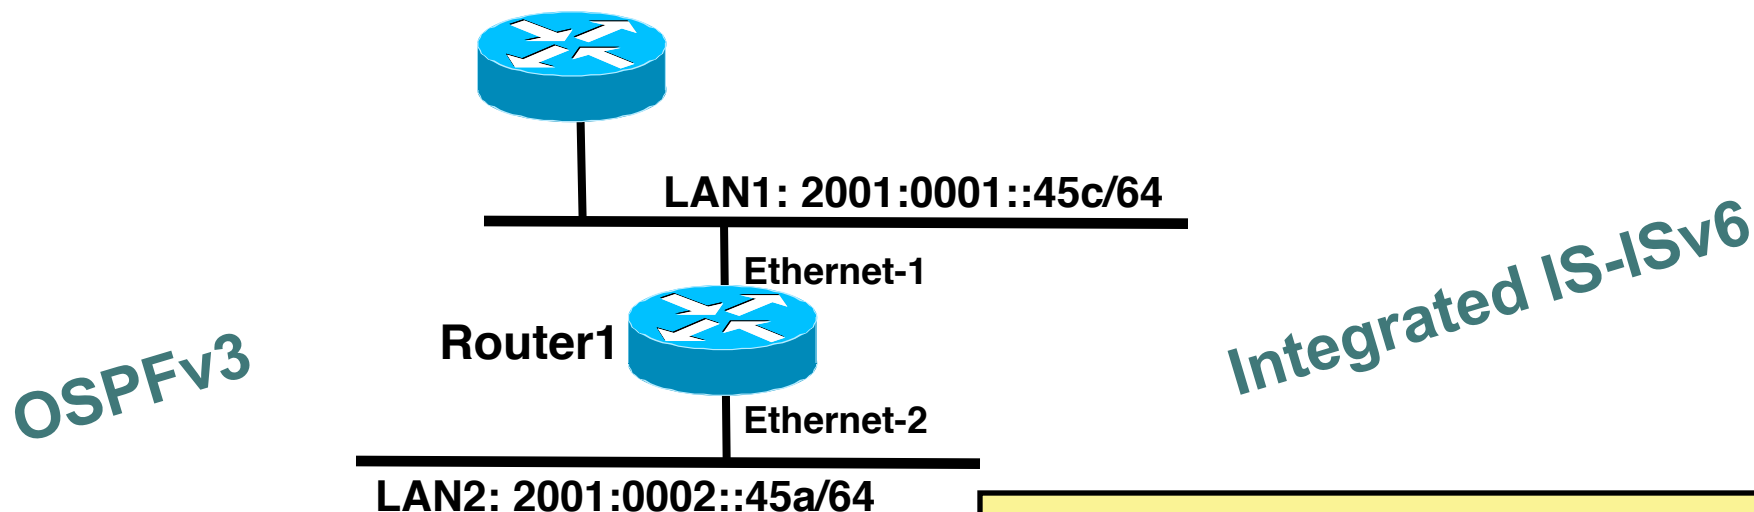 LAN1: 2001:0001::45c/64
Integrated IS-ISv6
Ethernet-1
Router1
OSPFv3
Ethernet-2
LAN2: 2001:0002::45a/64